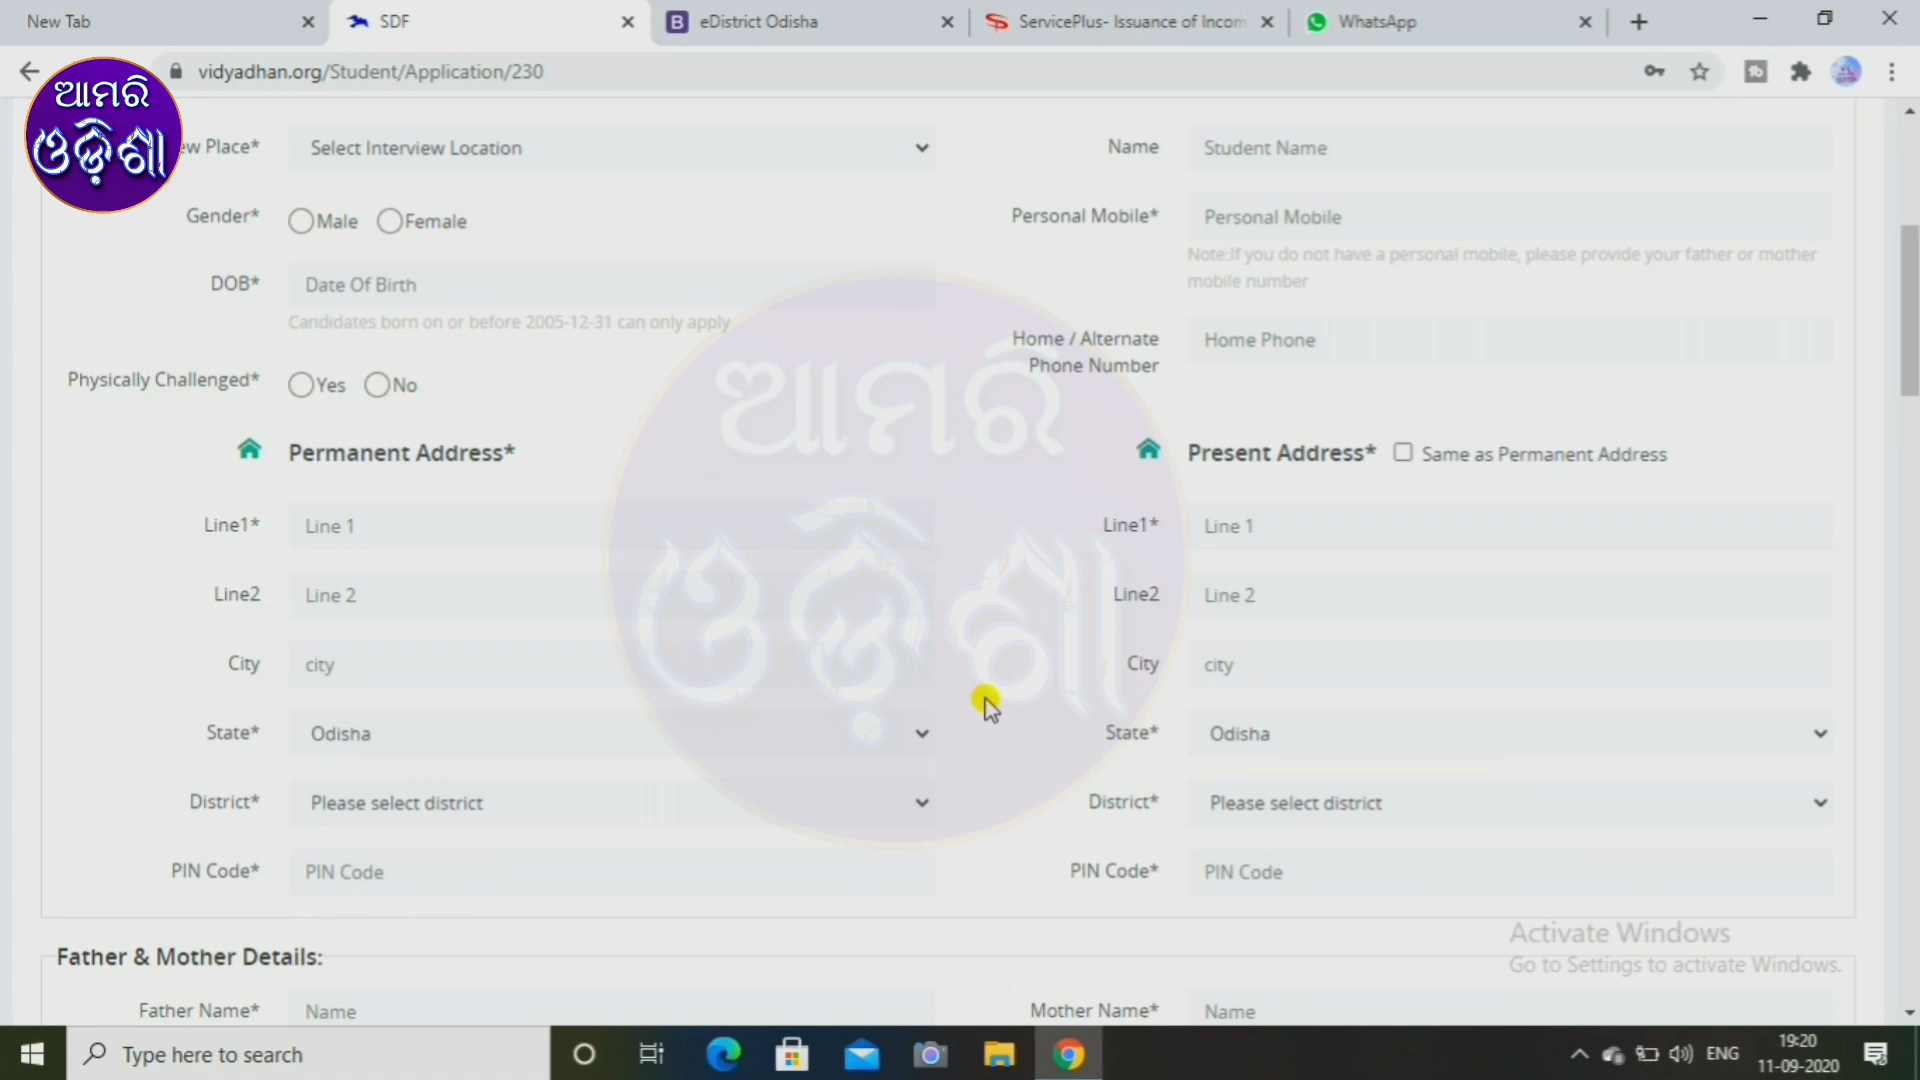 New Tab
SDF
eDistrict Odisha
ServicePlus- Issuance of Incom
WhatsApp
vidyadhan.org/Student/Application/230
ଆମରି
ଓଡ଼ିଶା
ew Place*
Select Interview Location
Name
Student Name
Gender*
Male
Female
Personal Mobile*
Personal Mobile
Note:If you do not have a personal mobile, please provide your father or mother
mobile number
DOB*
Date Of Birth
Candidates born on or before 2005-12-31 can only apply
Home / Alternate
Phone Number
Home Phone
Physically Challenged*
Yes
No
ଆମରି
ଓଡ଼ିଶା
Permanent Address*
Present Address*
Same as Permanent Address
Line1*
Line 1
Line1*
Line 1
Line2
Line 2
Line2
Line 2
City
city
City
city
State*
Odisha
State*
Odisha
District*
Please select district
District*
Please select district
PIN Code*
PIN Code
PIN Code*
PIN Code
Activate Windows
Go to Settings to activate Windows.
Father & Mother Details:
Father Name*
Name
Mother Name*
Name
Type here to search
ENG
19:20
11-09-2020